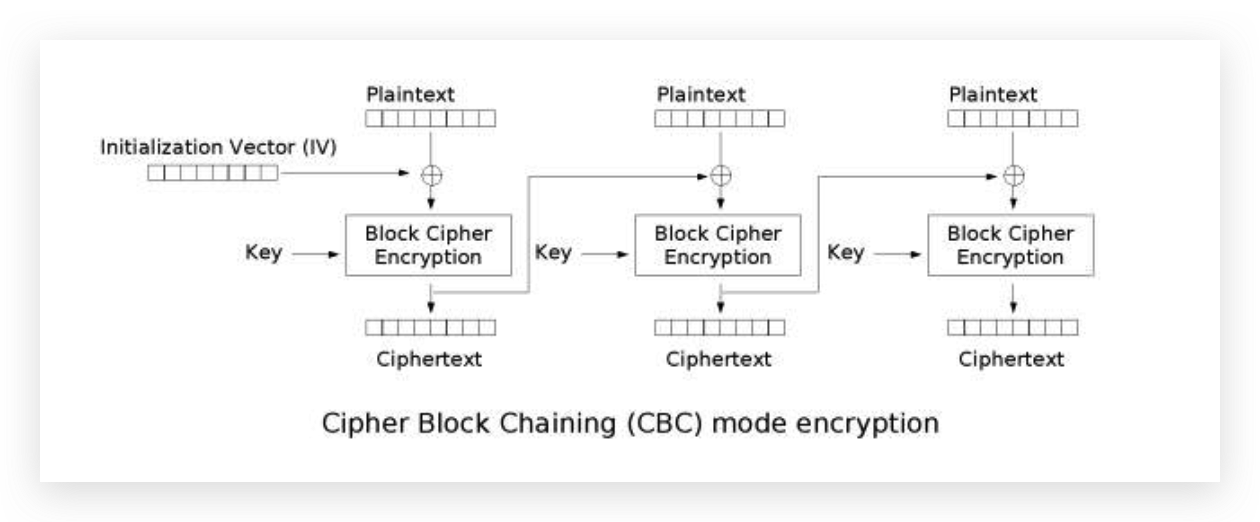 Plaintext
Plaintext
Plaintext
Initialization Vector (IV)
Key
Block Cipher
Encryption
Key
Block Cipher
Encryption
Key
Block Cipher
Encryption
Ciphertext
Ciphertext
Ciphertext
Cipher Block Chaining (CBC) mode encryption